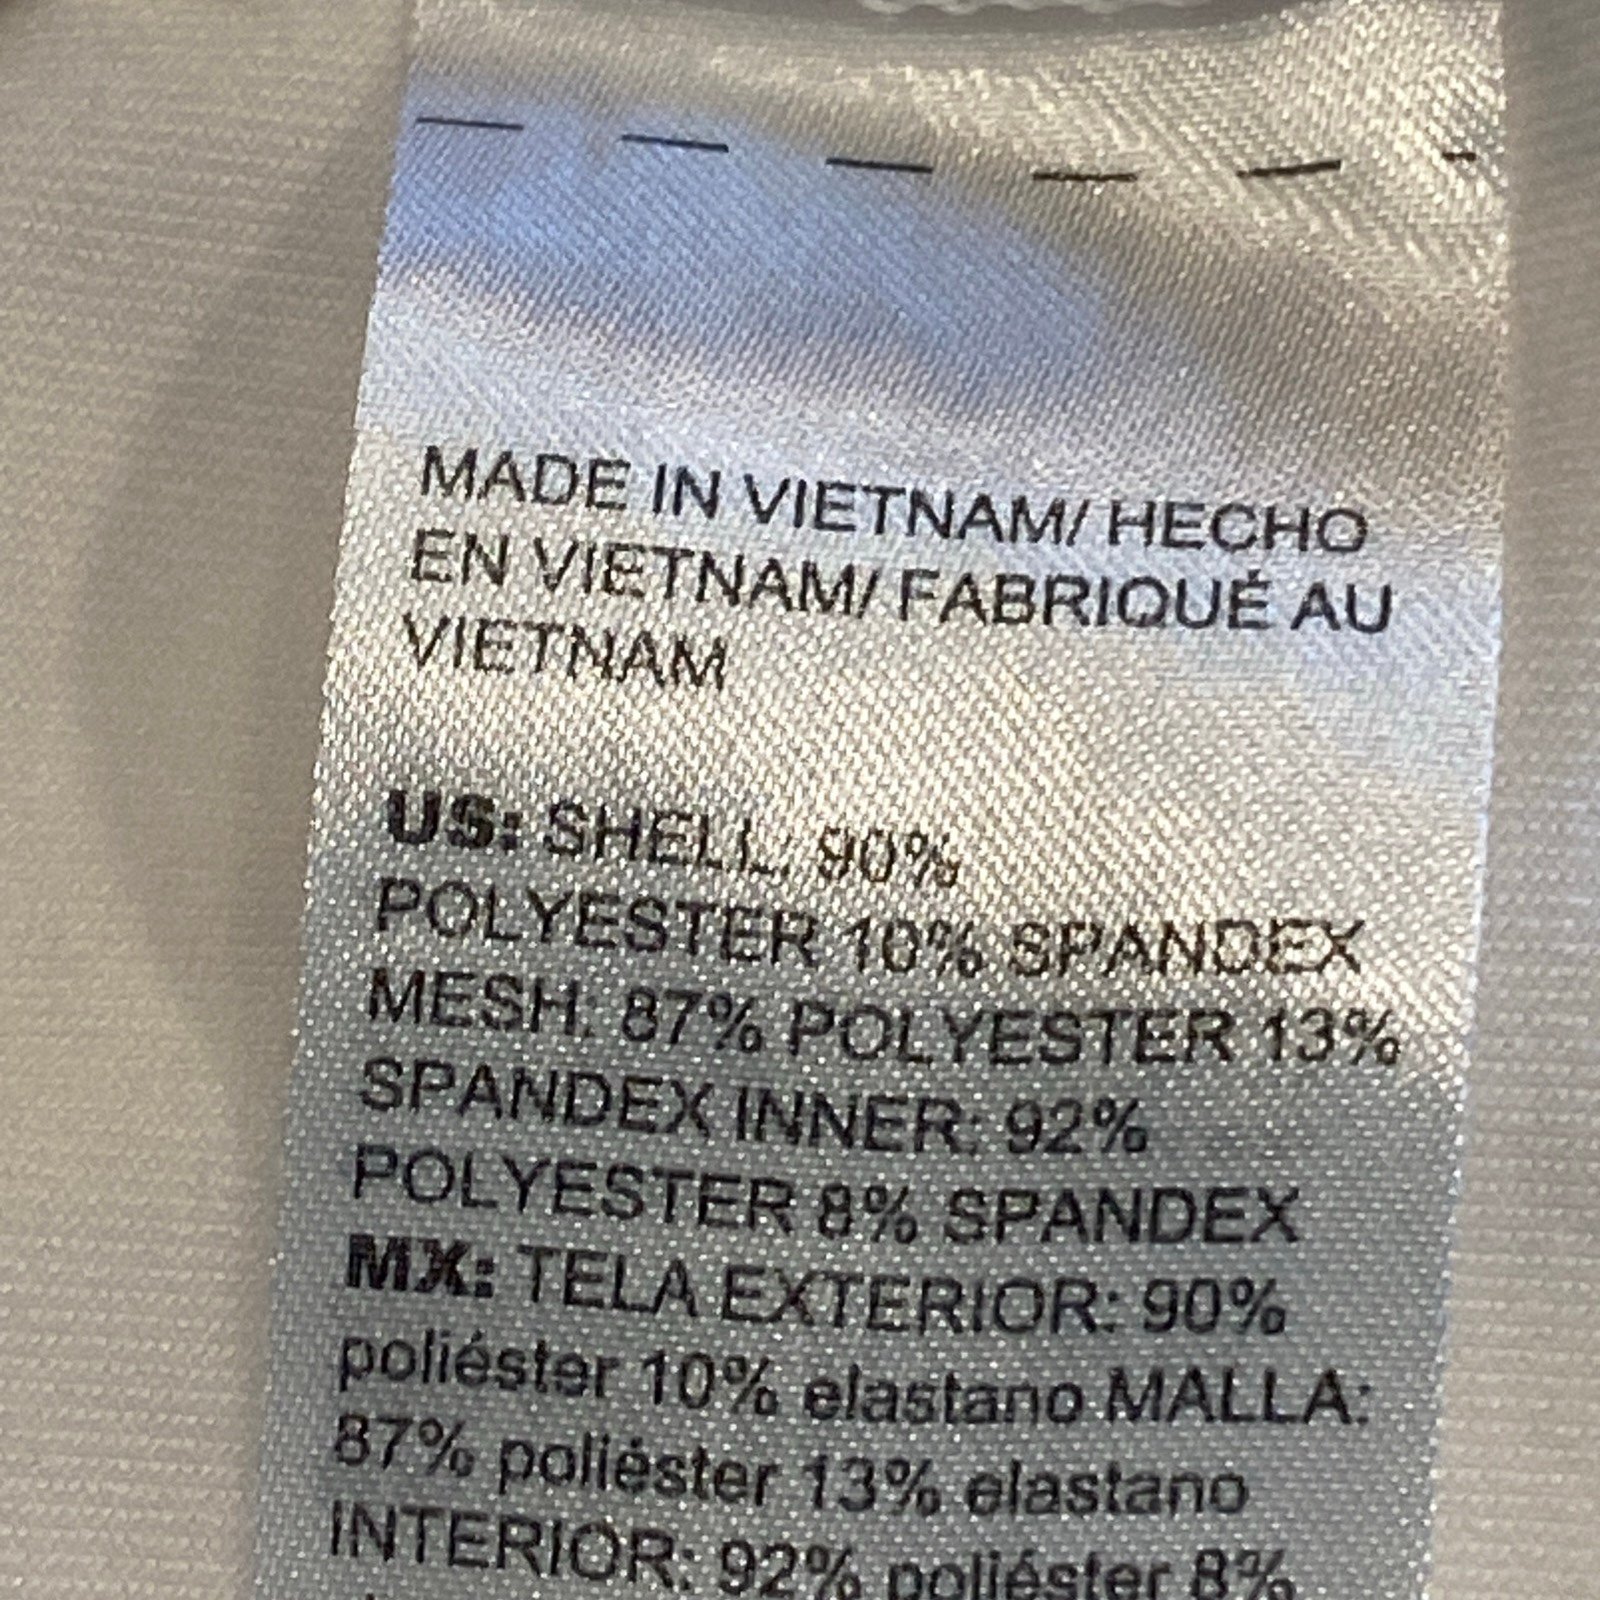 MADE IN VIETNAM/ HECHO
EN VIETNAM/ FABRIQUÉ AU
VIETNAM
US: SHELL: 90%
POLYESTER 10% SPANDEX
MESH: 87% POLYESTER 13%
SPANDEX INNER: 92%
POLYESTER 8% SPANDEX
MX: TELA EXTERIOR: 90%
poliéster 10% elastano MALLA:
87% poliéster 13% elastano
INTERIOR: 92% poliéster 8%